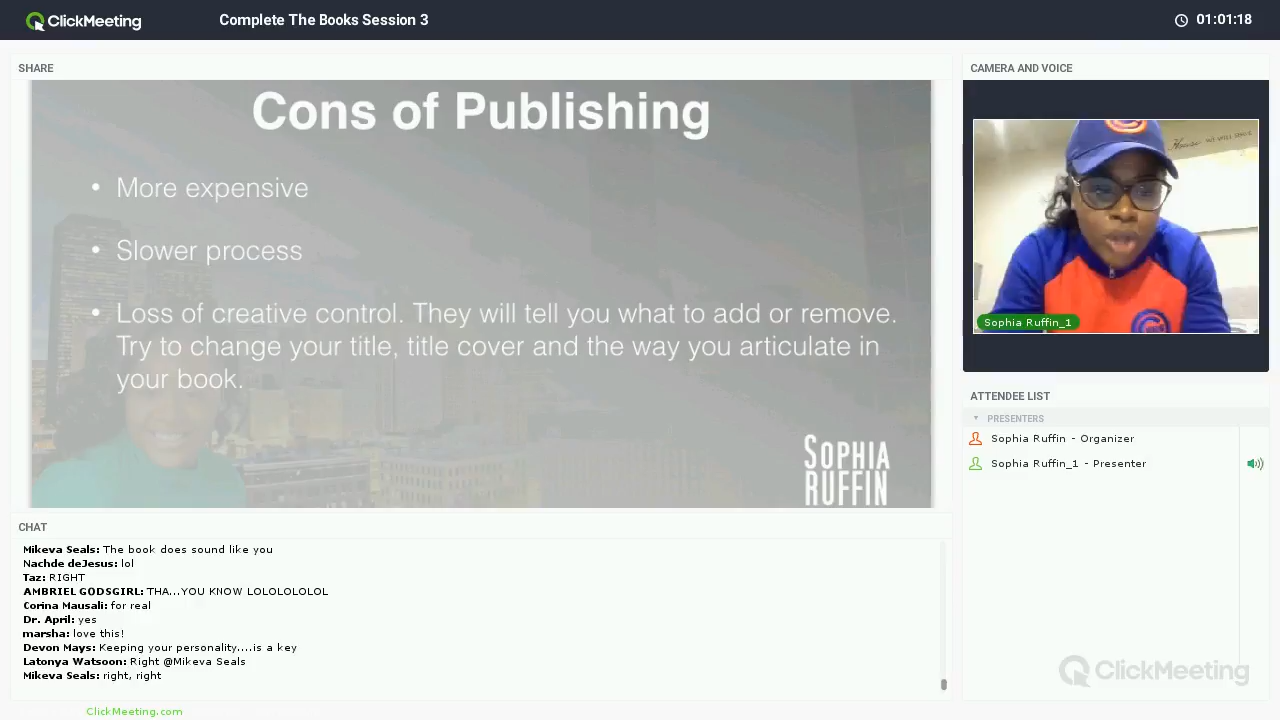 ClickMeeting
Complete The Books Session 3
01:01:18
SHARE
Cons of Publishing
• More expensive
• Slower process
• Loss of creative control. They will tell you what to add or remove.
Try to change your title, title cover and the way you articulate in
your book.
SOPHIA
RUFFIN
CAMERA AND VOICE
Sophia Ruffin_1
ATTENDEE LIST
PRESENTERS
Sophia Ruffin - Organizer
Sophia Ruffin_1 - Presenter
CHAT
Mikeva Seals: The book does sound like you
Nachde deJesus: lol
Taz: RIGHT
AMBRIEL GODSGIRL: THA...YOU KNOW LOLOLOLOLOL
Corina Mausali: for real
Dr. April: yes
marsha: love this!
Devon Mays: Keeping your personality....is a key
Latonya Watsoon: Right @Mikeva Seals
Mikeva Seals: right, right
ClickMeeting
ClickMeeting.com